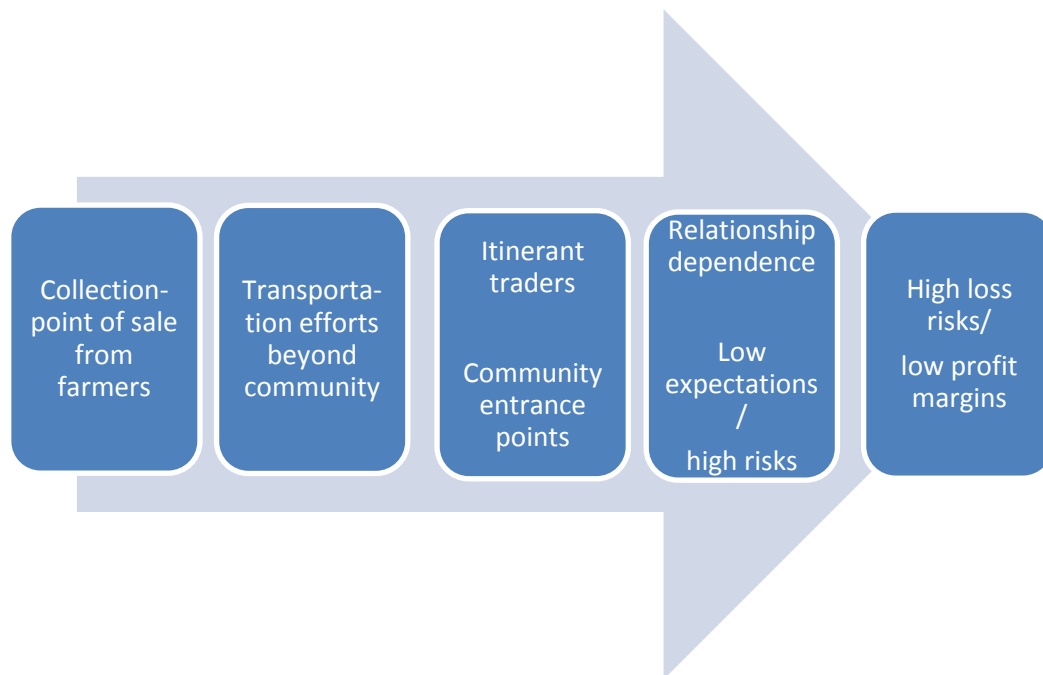 Collection-
point of sale
from
farmers
Transporta-
tion efforts
beyond
community
Itinerant
traders
Community
entrance
points
Relationship
dependence
Low
expectations
/
high risks
High loss
risks/
low profit
margins